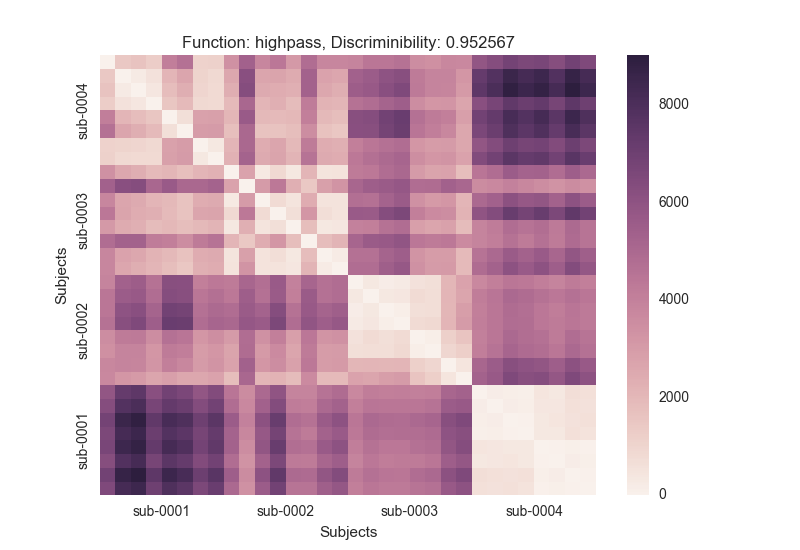 Function: highpass, Discriminibility: 0.952567
sub-0004
sub-0003
sub-0002
sub-0001
Subjects
sub-0001 sub-0002 sub-0003 sub-0004
Subjects
8000
6000
4000
2000
0